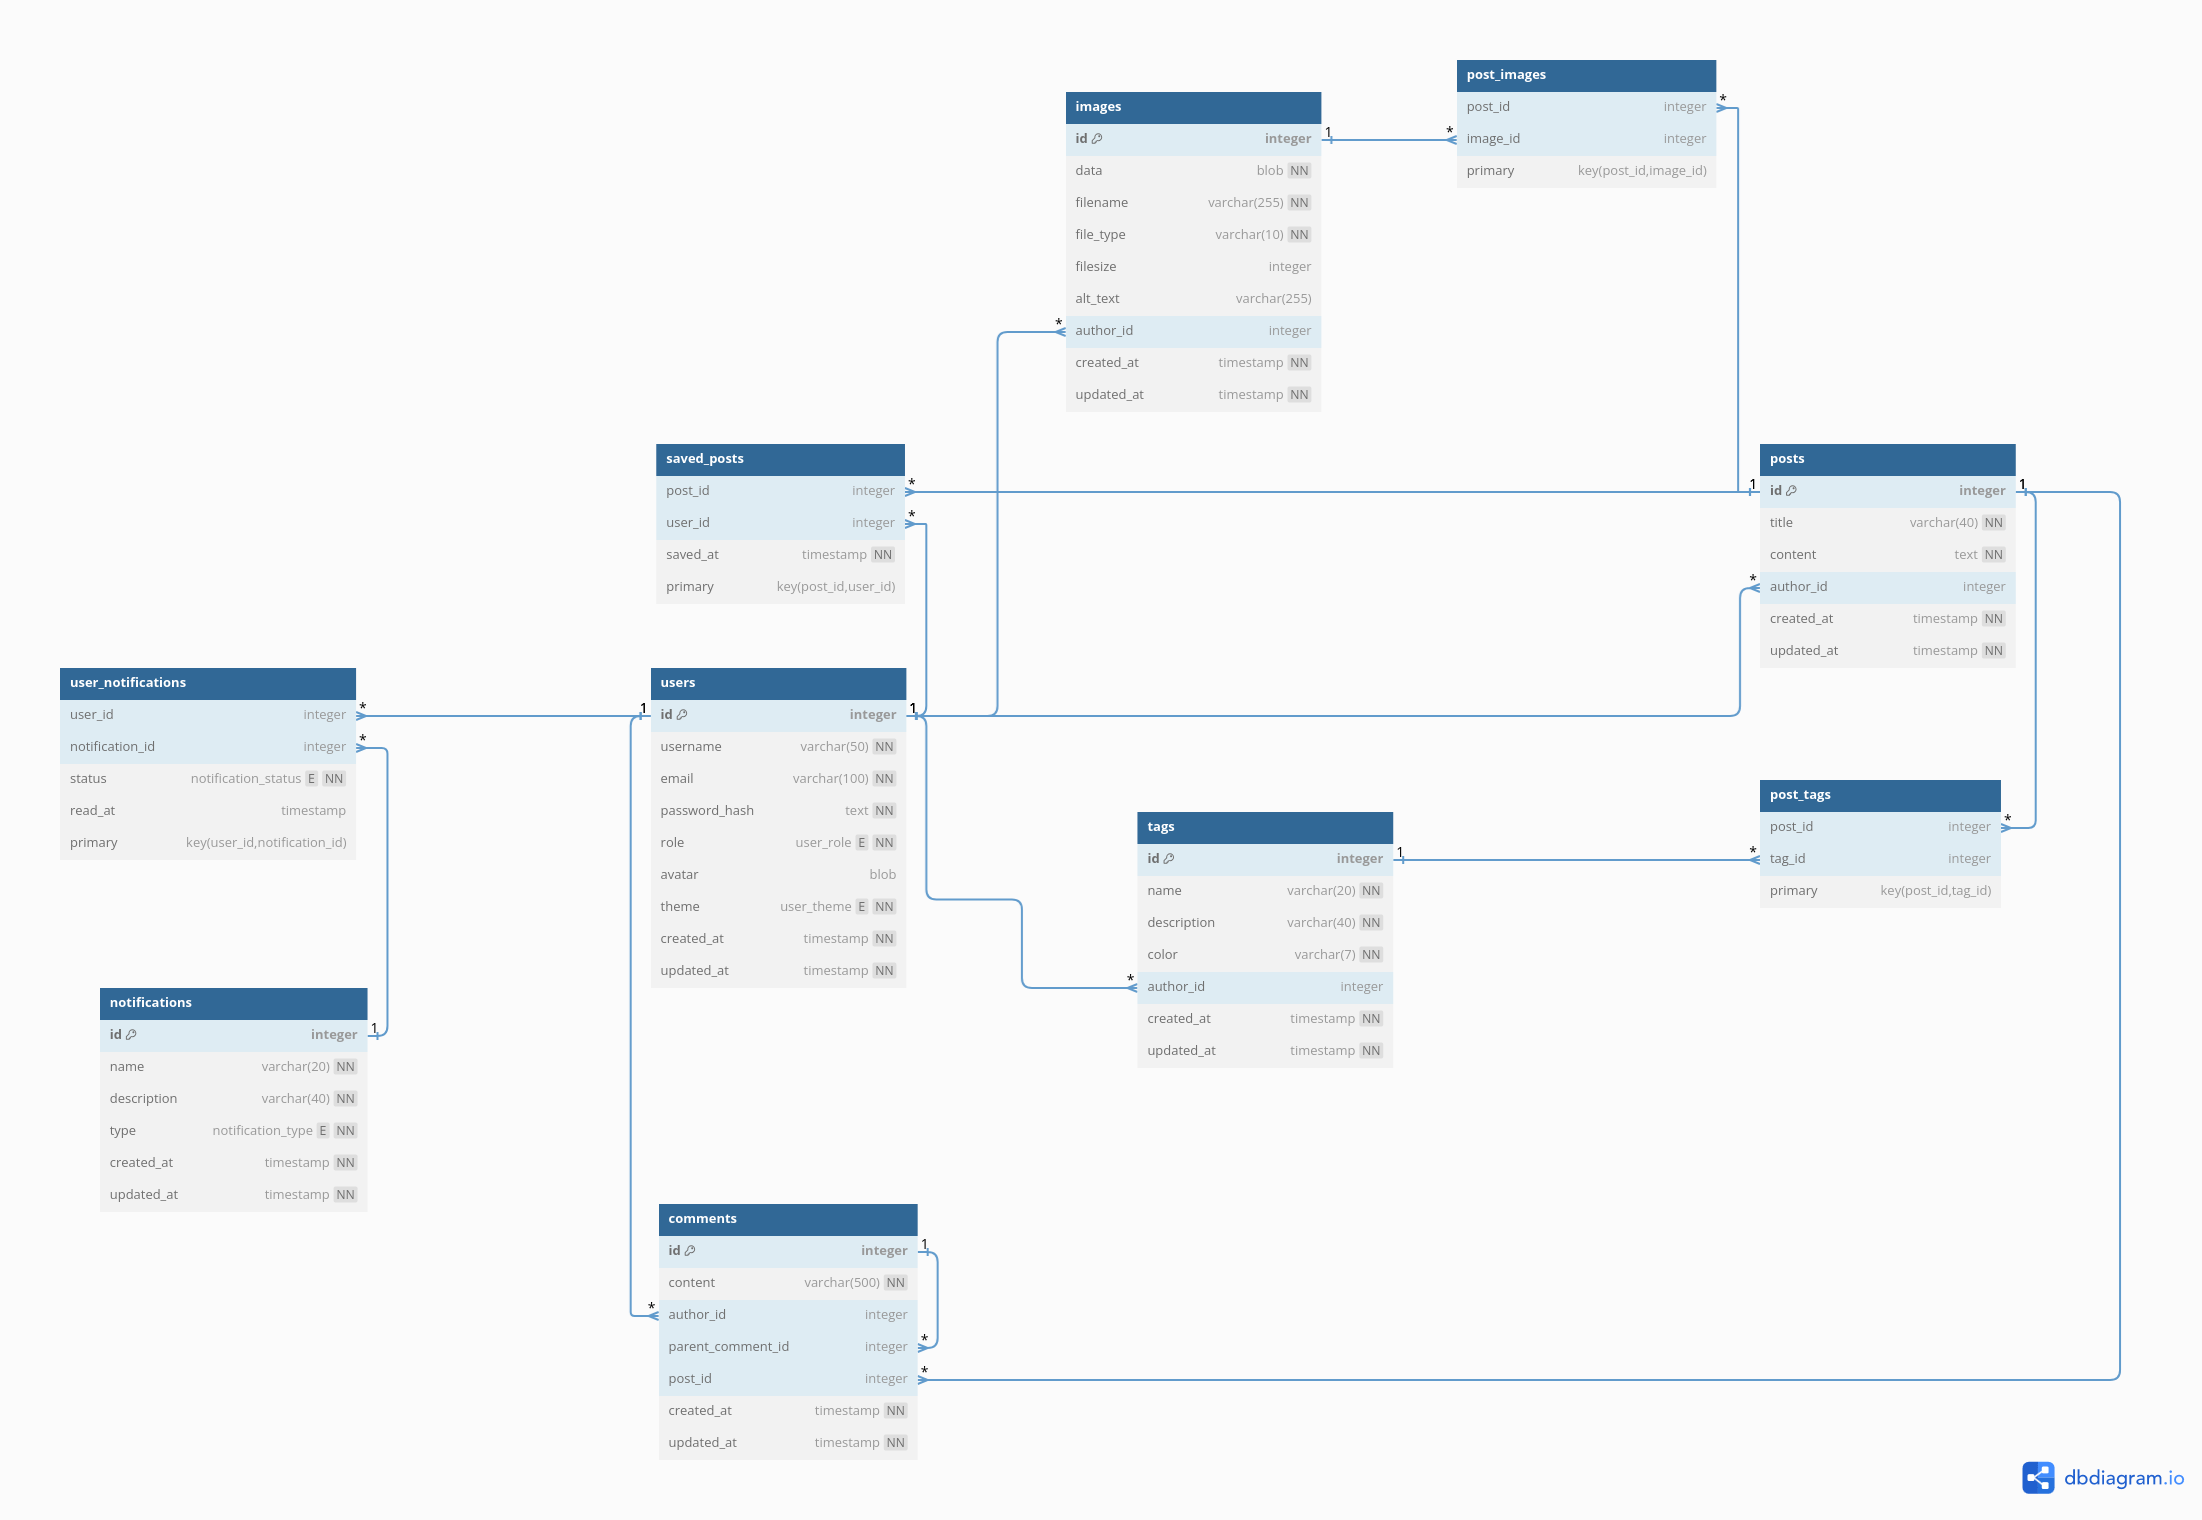 post_images
post_id integer
image_id integer
primary key(post_id,image_id)
images
id integer
data blob NN
filename varchar(255) NN
file_type varchar(10) NN
filesize integer
alt_text varchar(255)
author_id integer
created_at timestamp NN
updated_at timestamp NN
saved_posts
post_id integer
user_id integer
saved_at timestamp NN
primary key(post_id,user_id)
posts
id integer
title varchar(40) NN
content text NN
author_id integer
created_at timestamp NN
updated_at timestamp NN
user_notifications
user_id integer
notification_id integer
status notification_status E NN
read_at timestamp
primary key(user_id,notification_id)
users
id integer
username varchar(50) NN
email varchar(100) NN
password_hash text NN
role user_role E NN
avatar blob
theme user_theme E NN
created_at timestamp NN
updated_at timestamp NN
tags
id integer
name varchar(20) NN
description varchar(40) NN
color varchar(7) NN
author_id integer
created_at timestamp NN
updated_at timestamp NN
post_tags
post_id integer
tag_id integer
primary key(post_id,tag_id)
notifications
id integer
name varchar(20) NN
description varchar(40) NN
type notification_type E NN
created_at timestamp NN
updated_at timestamp NN
comments
id integer
content varchar(500) NN
author_id integer
parent_comment_id integer
post_id integer
created_at timestamp NN
updated_at timestamp NN
dbdiagram.io